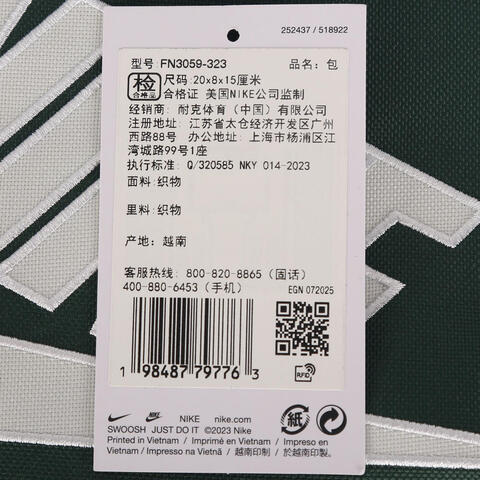 252437 / 518922
型号: FN3059-323 品名: 包
检 合格品
尺码: 20×8×15厘米
合格证 美国NIKE公司监制
经销商: 耐克体育(中国)有限公司
注册地址: 江苏省太仓经济开发区广州
西路88号 办公地址: 上海市杨浦区江
湾城路99号1座
执行标准: Q/320585 NKY 014-2023
面料: 织物
里料: 织物
产地: 越南
客服热线: 800-820-8865 (固话)
400-880-6453 (手机)
EGN 072025
1 98487 79776 3
RFID
NIKE nike.com
SWOOSH JUST DO IT ©2023 Nike
Printed in Vietnam / Imprimé en Vietnam / Impreso en
Vietnam / Impresso na Vietnã / 越南印制 / 於越南印製。
紙